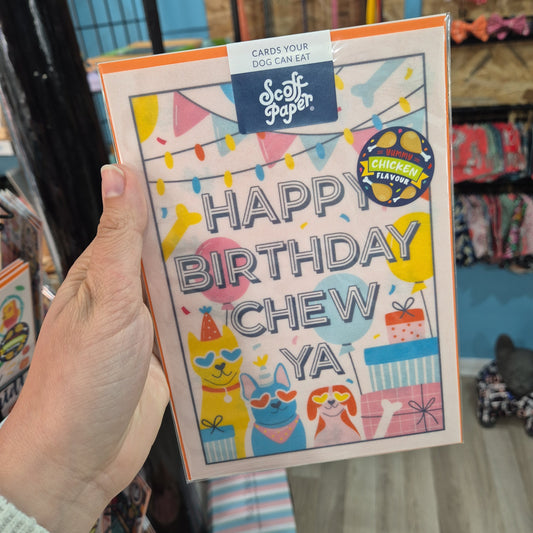 CARDS YOUR
DOG CAN EAT
Scoff
Paper®
YUMMY
CHICKEN
FLAVOUR
HAPPY
BIRTHDAY
CHEW
YA